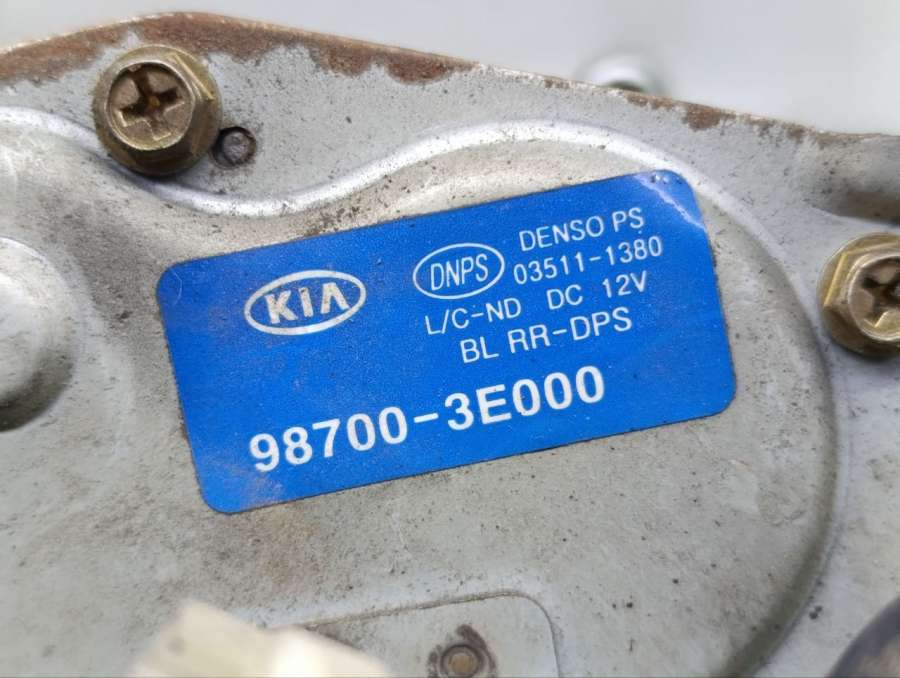 KIA
DNPS
DENSO PS
03511-1380
L/C-ND DC 12V
BL RR-DPS
98700-3E000